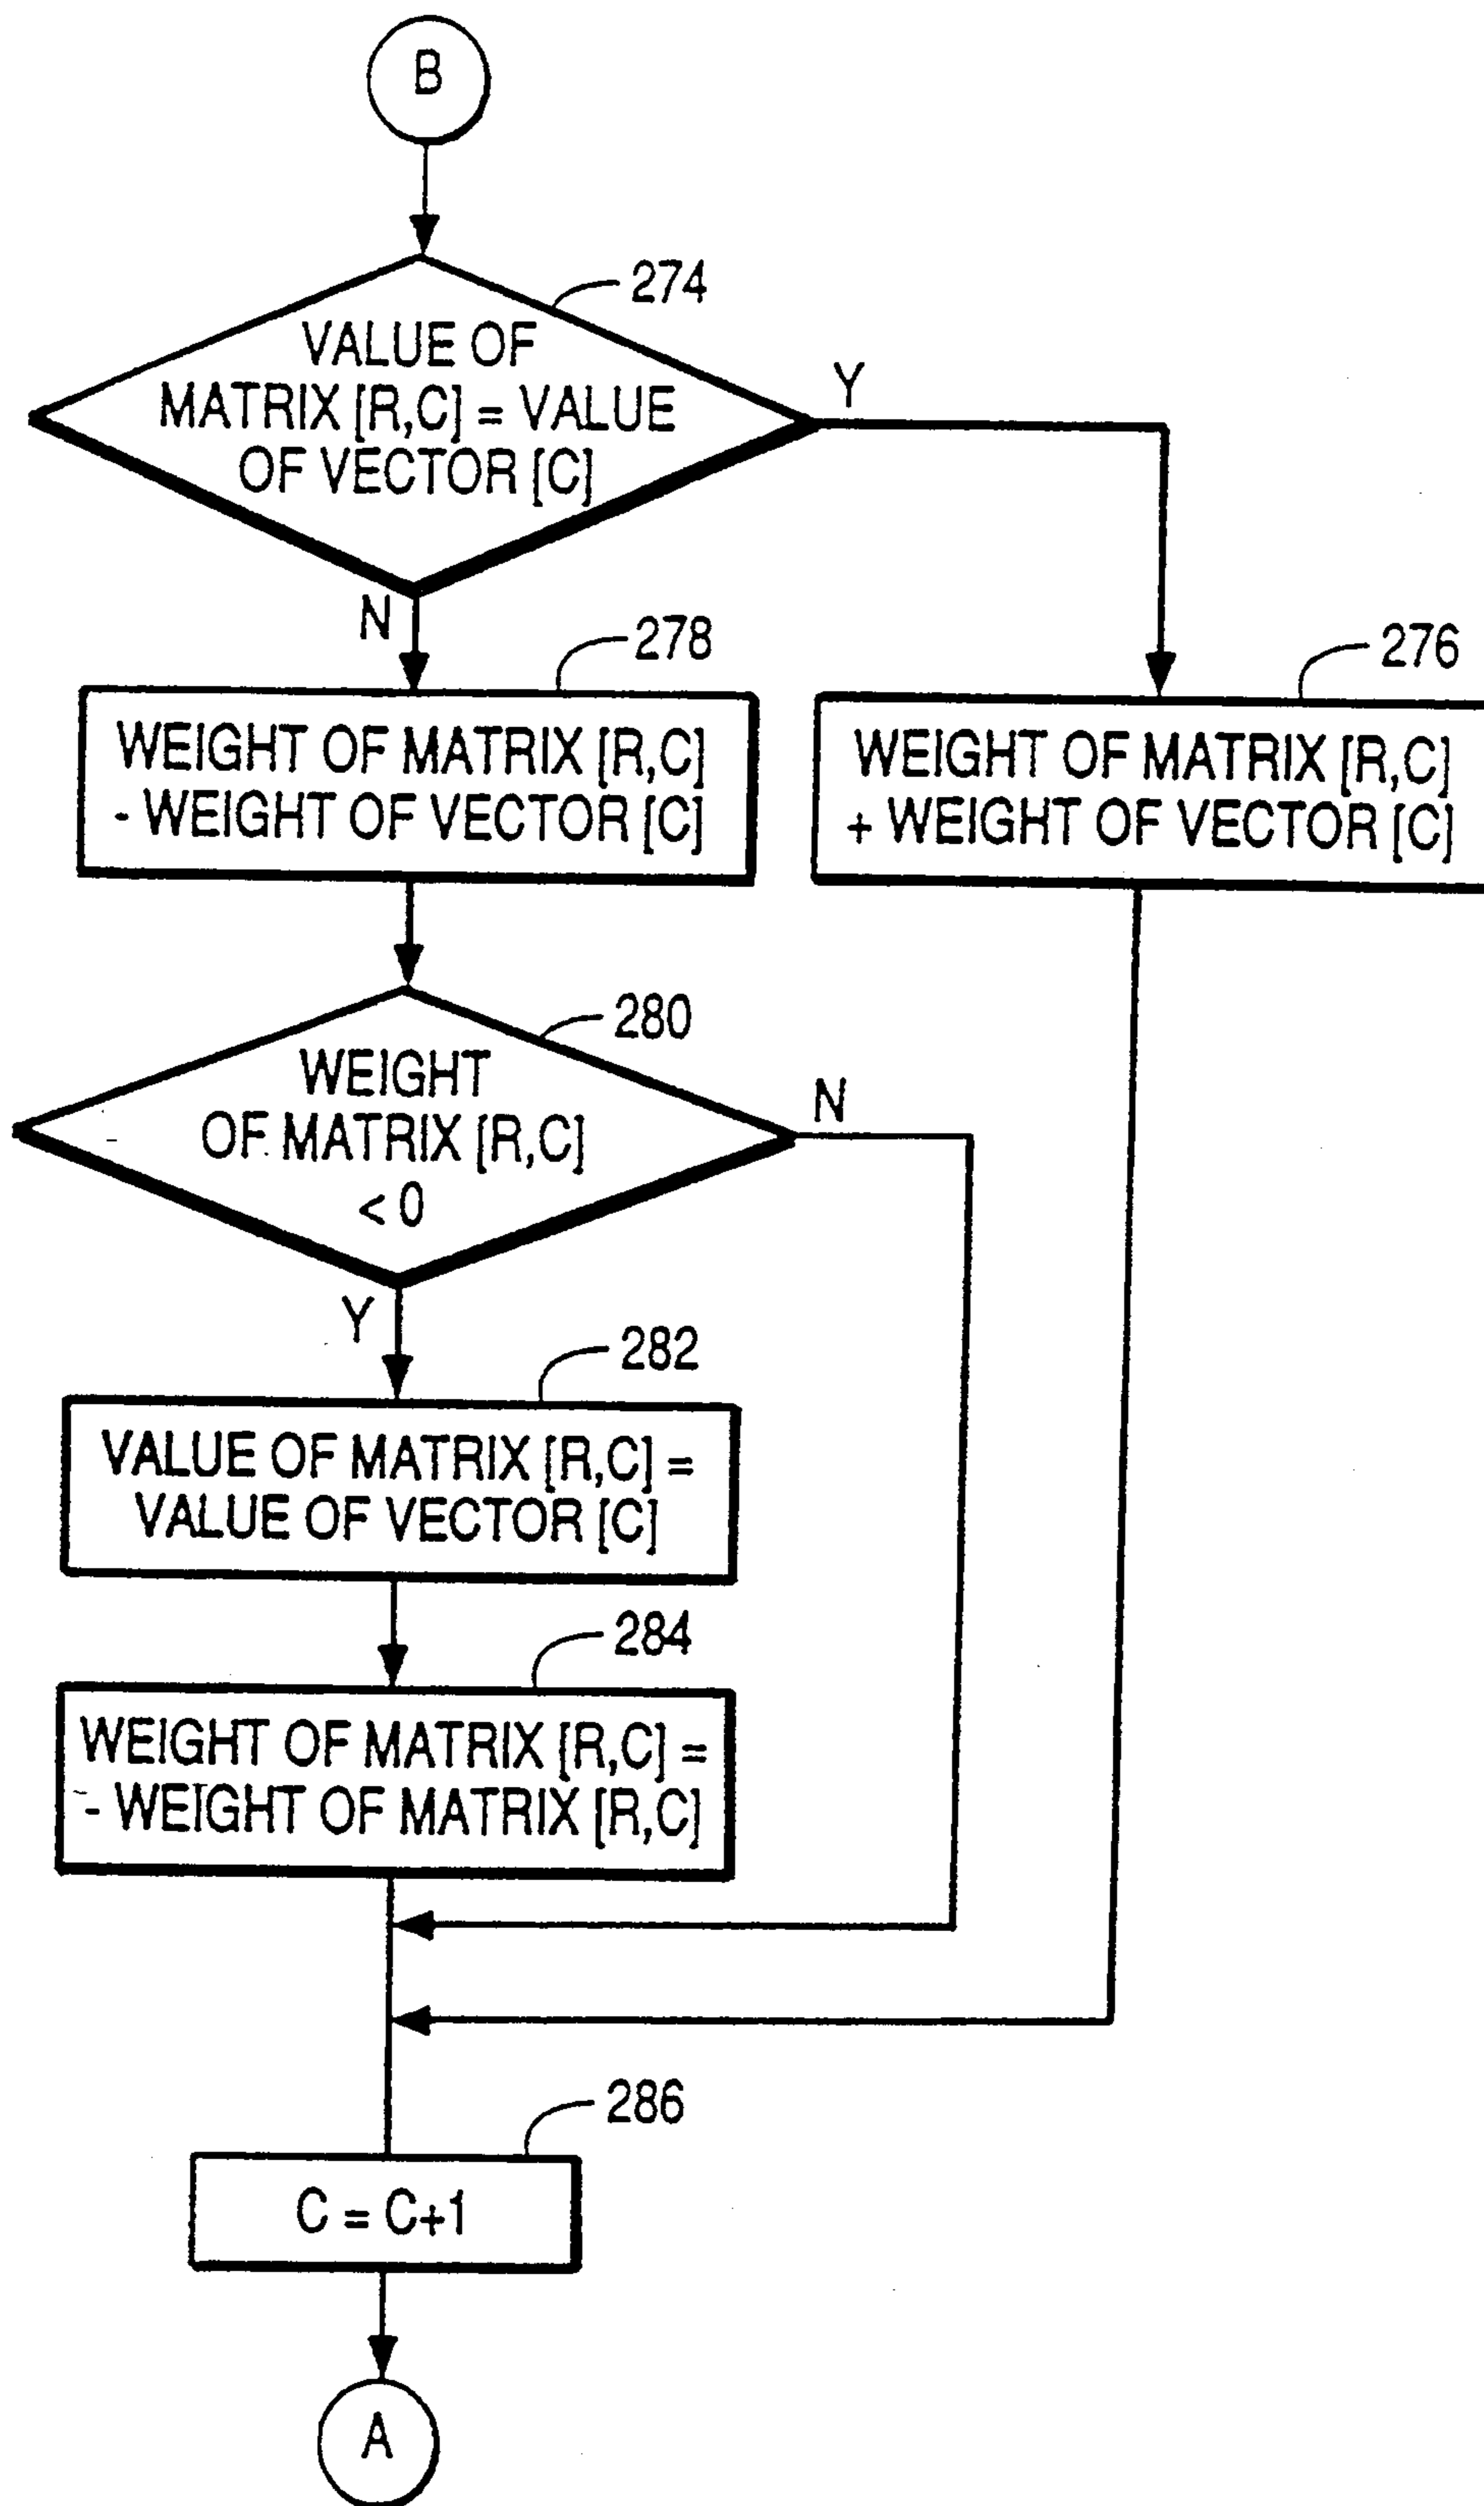 B
274
VALUE OF
MATRIX [R,C] = VALUE
OF VECTOR [C]
Y
N
278
WEIGHT OF MATRIX [R,C]
- WEIGHT OF VECTOR [C]
276
WEIGHT OF MATRIX [R,C]
+ WEIGHT OF VECTOR [C]
280
WEIGHT
OF MATRIX [R,C]
< 0
N
Y
282
VALUE OF MATRIX [R,C] =
VALUE OF VECTOR [C]
284
WEIGHT OF MATRIX [R,C] =
- WEIGHT OF MATRIX [R,C]
286
C = C+1
A